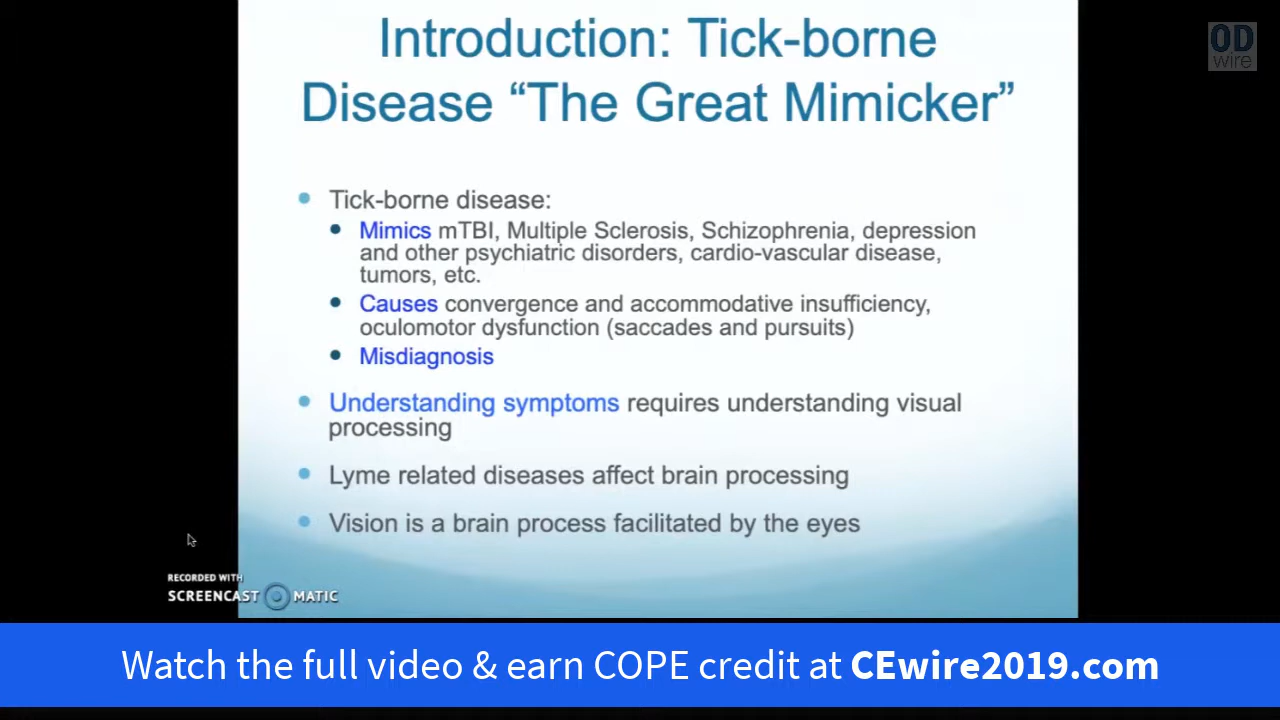 Introduction: Tick-borne
Disease “The Great Mimicker”
OD
wire
Tick-borne disease:
Mimics mTBI, Multiple Sclerosis, Schizophrenia, depression
and other psychiatric disorders, cardio-vascular disease,
tumors, etc.
Causes convergence and accommodative insufficiency,
oculomotor dysfunction (saccades and pursuits)
Misdiagnosis
Understanding symptoms requires understanding visual
processing
Lyme related diseases affect brain processing
Vision is a brain process facilitated by the eyes
RECORDED WITH
SCREENCAST MATIC
Watch the full video & earn COPE credit at CEwire2019.com